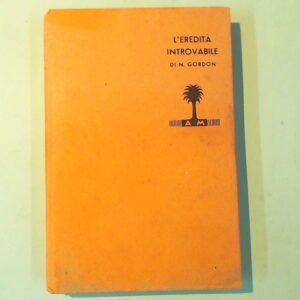 L'EREDITÀ
INTROVABILE
DI N. GORDON
A M